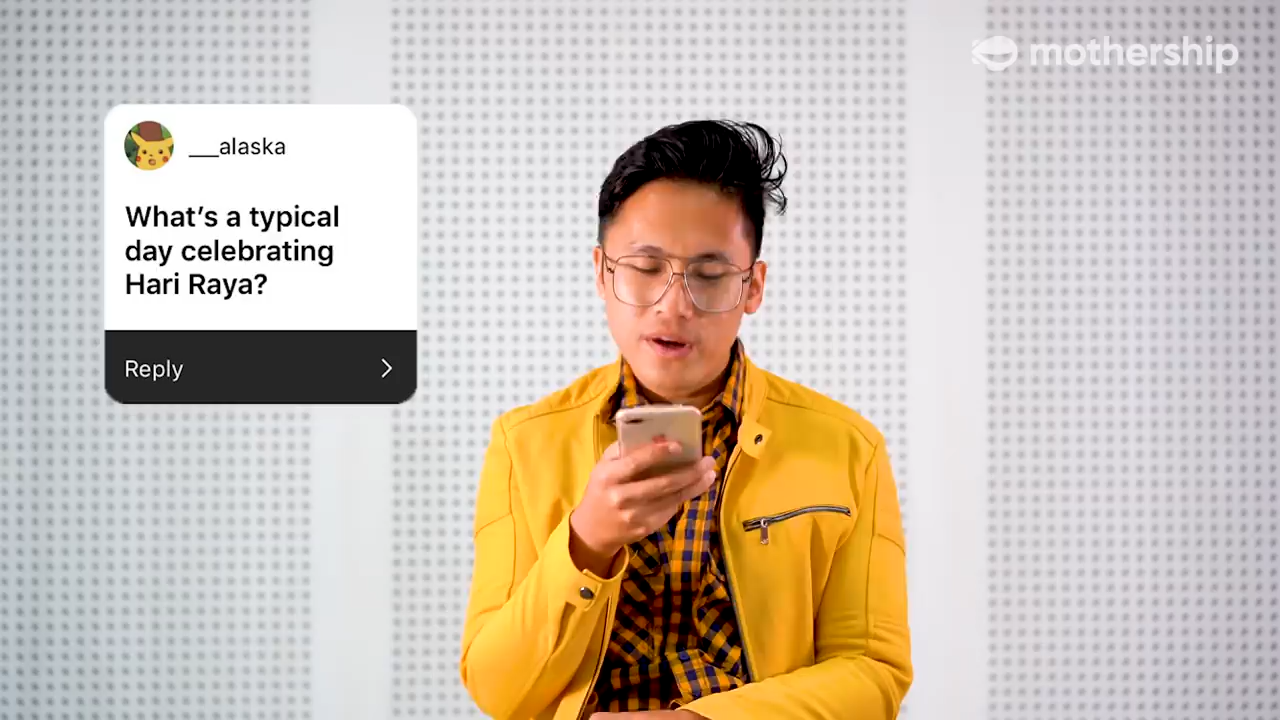 mothership
___alaska
What's a typical
day celebrating
Hari Raya?
Reply